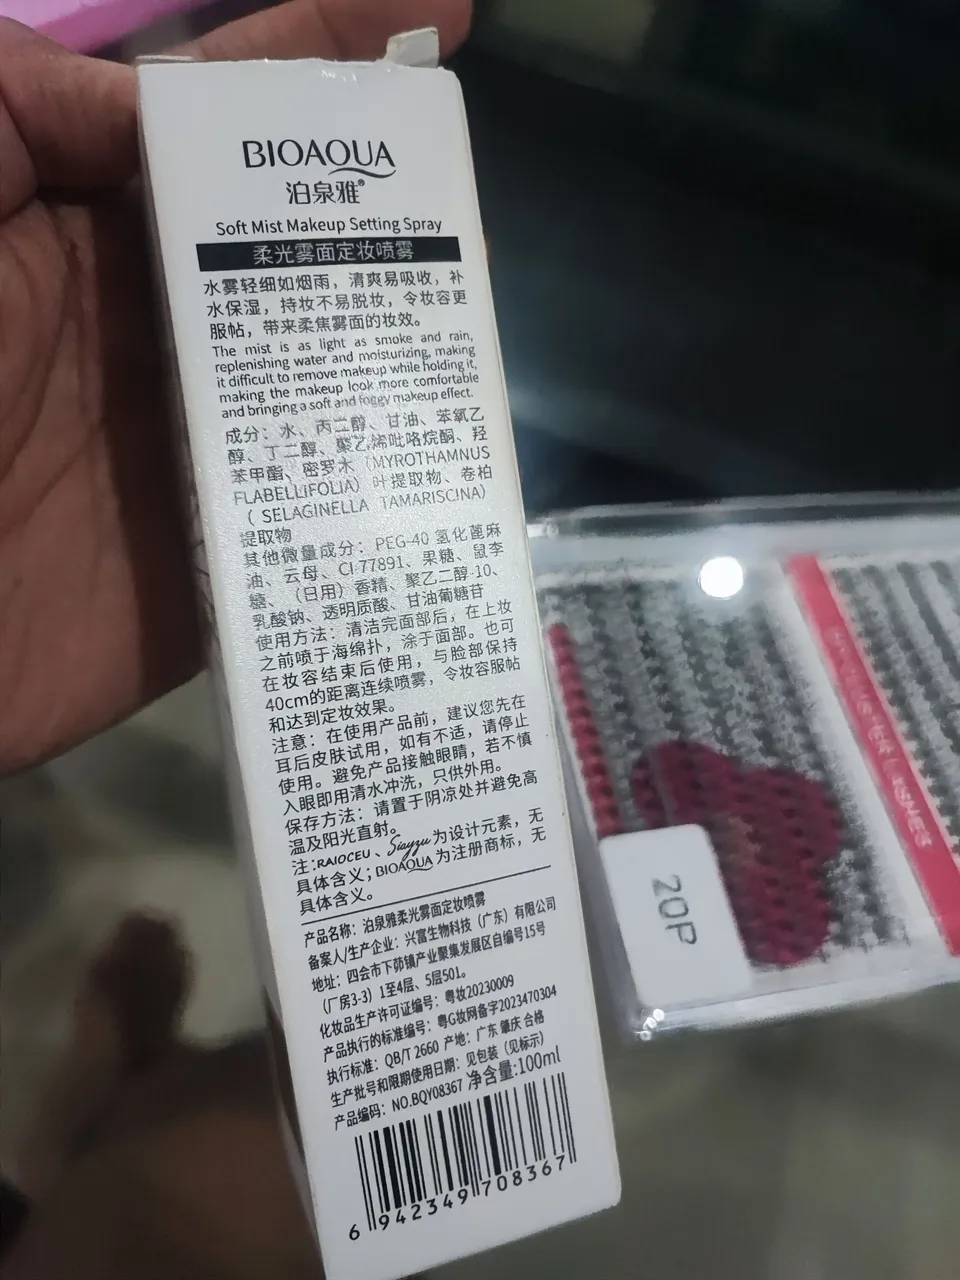 BIOAQUA
泊泉雅®
Soft Mist Makeup Setting Spray
柔光雾面定妆喷雾
水雾轻细如烟雨，清爽易吸收，补
水保湿，持妆不易脱妆，令妆容更
服帖，带来柔焦雾面的妆效。
The mist is as light as smoke and rain,
replenishing water and moisturizing, making
it difficult to remove makeup while holding it,
making the makeup look more comfortable
and bringing a soft and foggy makeup effect.
成分：水、丙二醇、甘油、苯氧乙
醇、丁二醇、聚乙烯吡咯烷酮、羟
苯甲酯、密罗木（MYROTHAMNUS
FLABELLIFOLIA）叶提取物、卷柏
（ SELAGINELLA TAMARISCINA）
提取物
其他微量成分：PEG-40 氢化蓖麻
油、云母、CI 77891、果糖、鼠李
糖、（日用）香精、聚乙二醇-10、
乳酸钠、透明质酸、甘油葡糖苷
使用方法：清洁完面部后，在上妆
之前喷于海绵扑，涂于面部。也可
在妆容结束后使用，与脸部保持
40cm的距离连续喷雾，令妆容服帖
和达到定妆效果。
注意：在使用产品前，建议您先在
耳后皮肤试用，如有不适，请停止
使用。避免产品接触眼睛，若不慎
入眼即用清水冲洗，只供外用。
保存方法：请置于阴凉处并避免高
温及阳光直射。
注：RAIOCEU、Siayzu为设计元素，无
具体含义；BIOAQUA为注册商标，无
具体含义。
产品名称：泊泉雅柔光雾面定妆喷雾
备案人/生产企业：兴富生物科技（广东）有限公司
地址：四会市下茆镇产业聚集发展区自编号15号
（厂房3-3）1至4层、5层501。
化妆品生产许可证编号：粤妆20230009
产品执行的标准编号：粤G妆网备字2023470304
执行标准：QB/T 2660 产地：广东 肇庆 合格
生产批号和限期使用日期：见包装（见标示）
产品编码：NO.BQY08367 净含量:100ml
6 942349 708367
20P